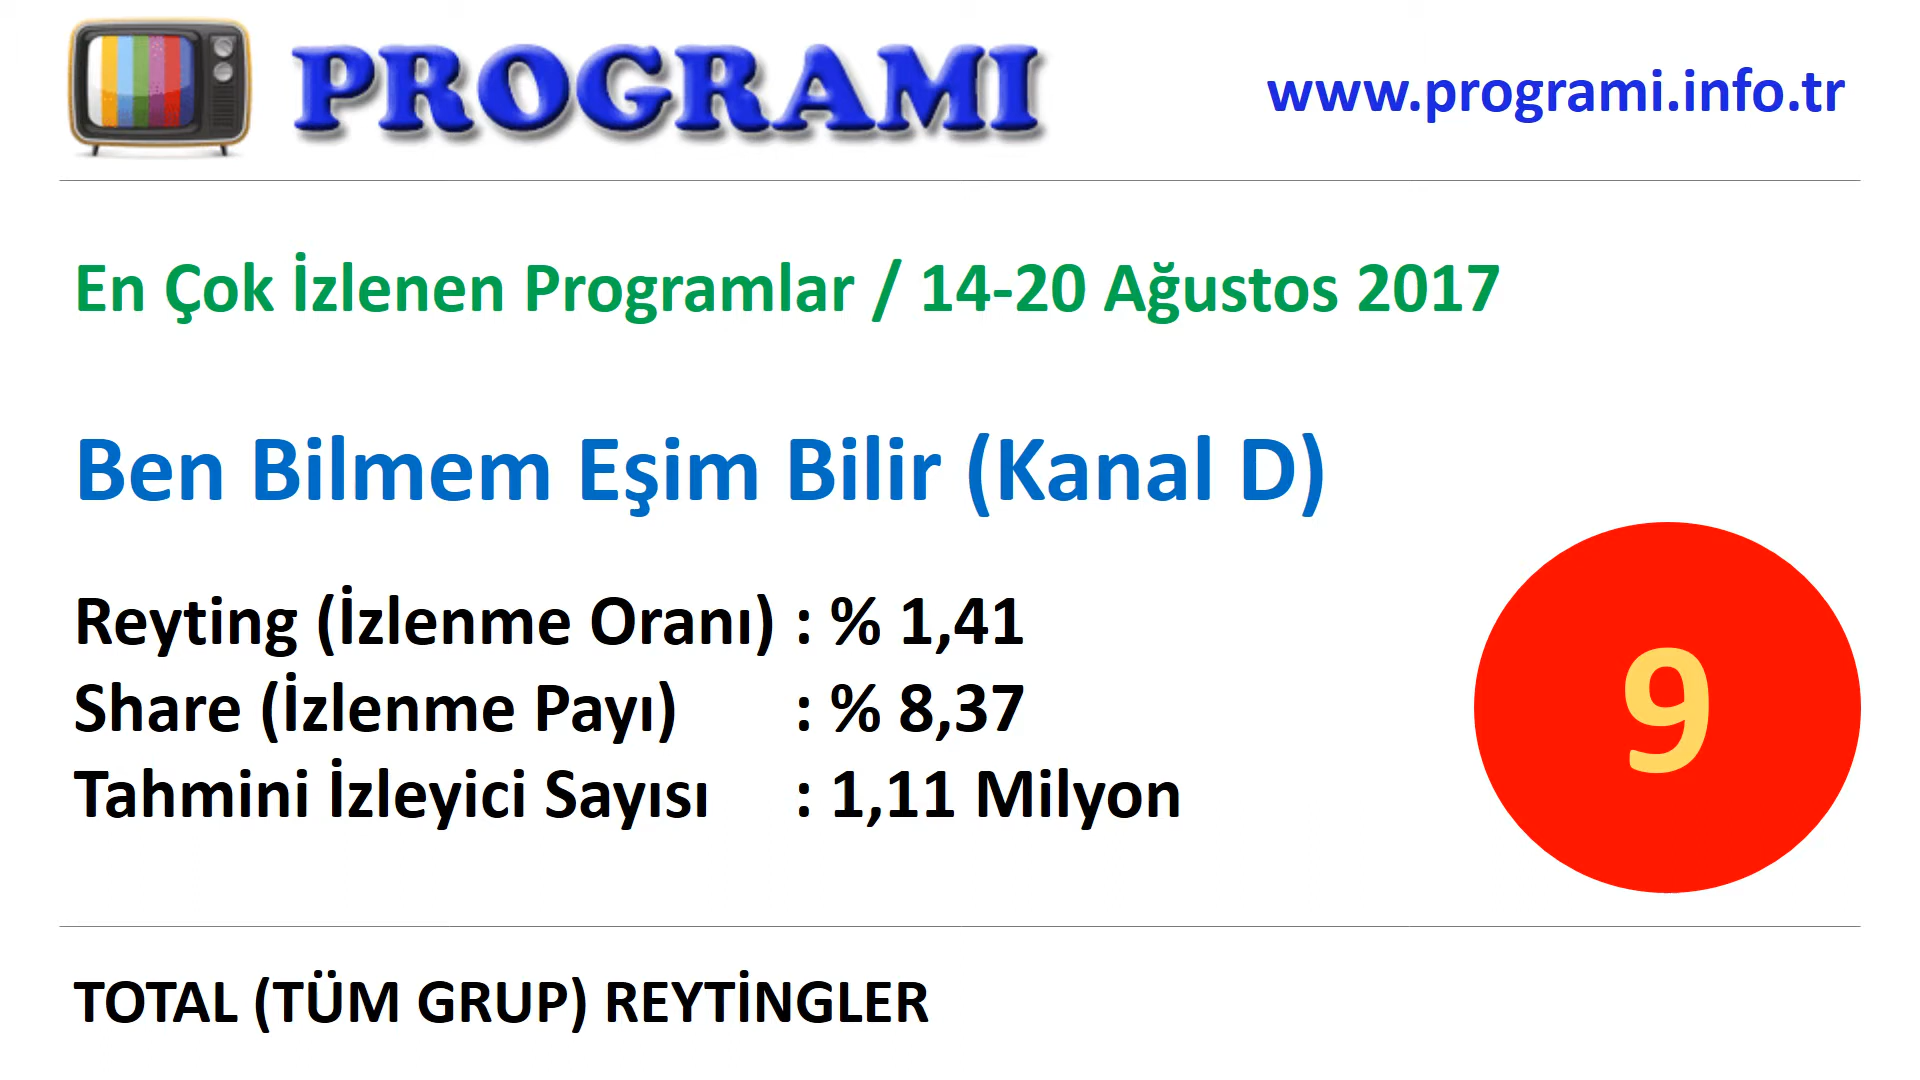 PROGRAMI
www.programi.info.tr
En Çok İzlenen Programlar / 14-20 Ağustos 2017
Ben Bilmem Eşim Bilir (Kanal D)
Reyting (İzlenme Oranı) : % 1,41
Share (İzlenme Payı) : % 8,37
Tahmini İzleyici Sayısı : 1,11 Milyon
9
TOTAL (TÜM GRUP) REYTİNGLER